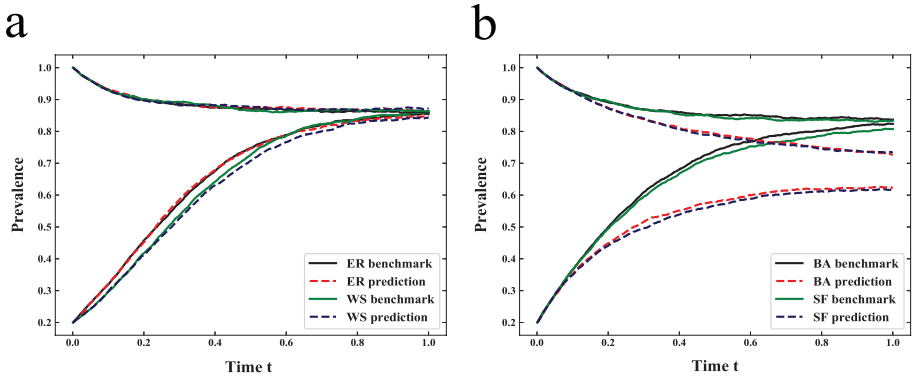 a
1.0
0.9
0.8
0.7
0.6
0.5
0.4
0.3
0.2
Prevalence
0.0 0.2 0.4 0.6 0.8 1.0
Time t
ER benchmark
ER prediction
WS benchmark
WS prediction
b
1.0
0.9
0.8
0.7
0.6
0.5
0.4
0.3
0.2
Prevalence
0.0 0.2 0.4 0.6 0.8 1.0
Time t
BA benchmark
BA prediction
SF benchmark
SF prediction